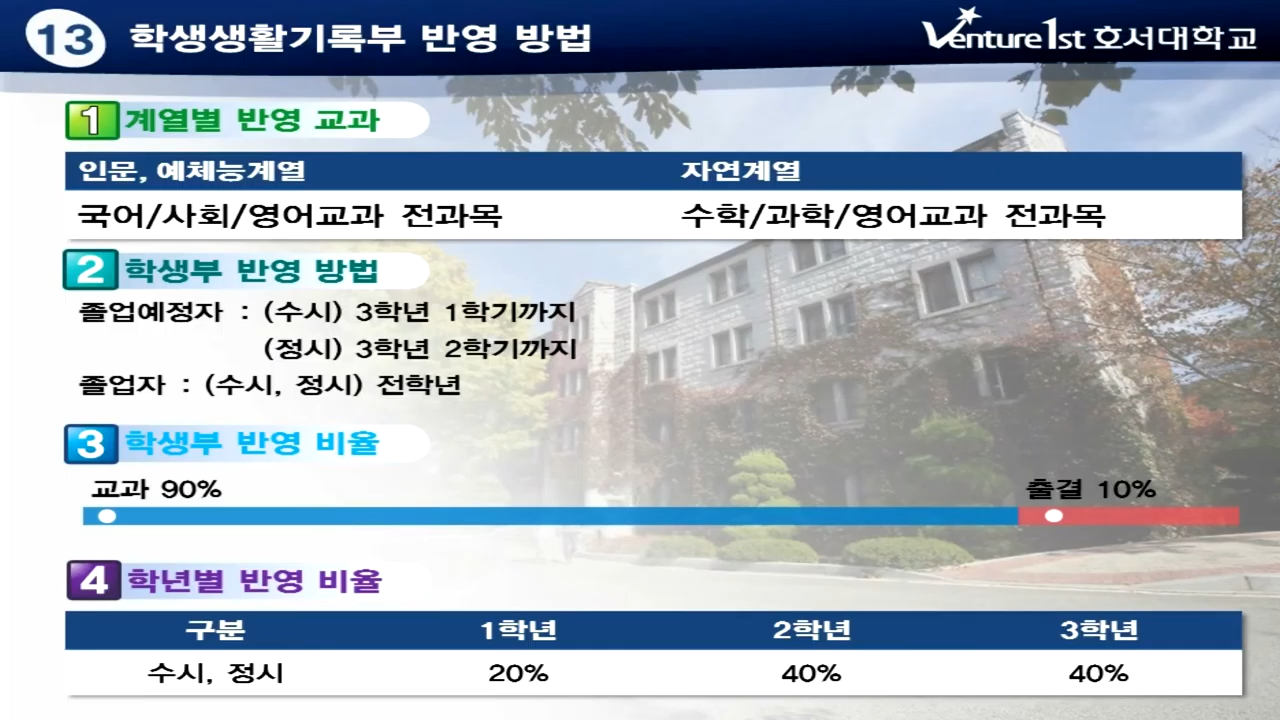 13 학생생활기록부 반영 방법
Venture1st 호서대학교
1 계열별 반영 교과
인문, 예체능계열 자연계열
국어/사회/영어교과 전과목 수학/과학/영어교과 전과목
2 학생부 반영 방법
졸업예정자 : (수시) 3학년 1학기까지
(정시) 3학년 2학기까지
졸업자 : (수시, 정시) 전학년
3 학생부 반영 비율
교과 90% 출결 10%
4 학년별 반영 비율
구분 1학년 2학년 3학년
수시, 정시 20% 40% 40%